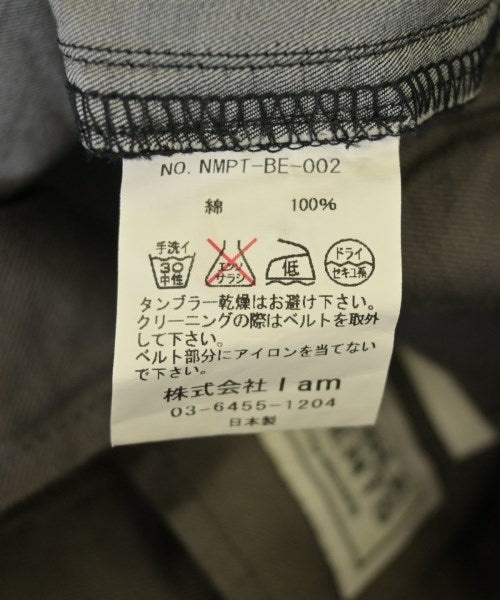 NO. NMPT-BE-002
綿 100%
手洗イ
30
中性
エンソ
サラシ
低
ドライ
セキユ系
タンブラー乾燥はお避け下さい。
クリーニングの際はベルトを取外
して下さい。
ベルト部分にアイロンを当てない
で下さい。
株式会社 I am
03-6455-1204
日本製